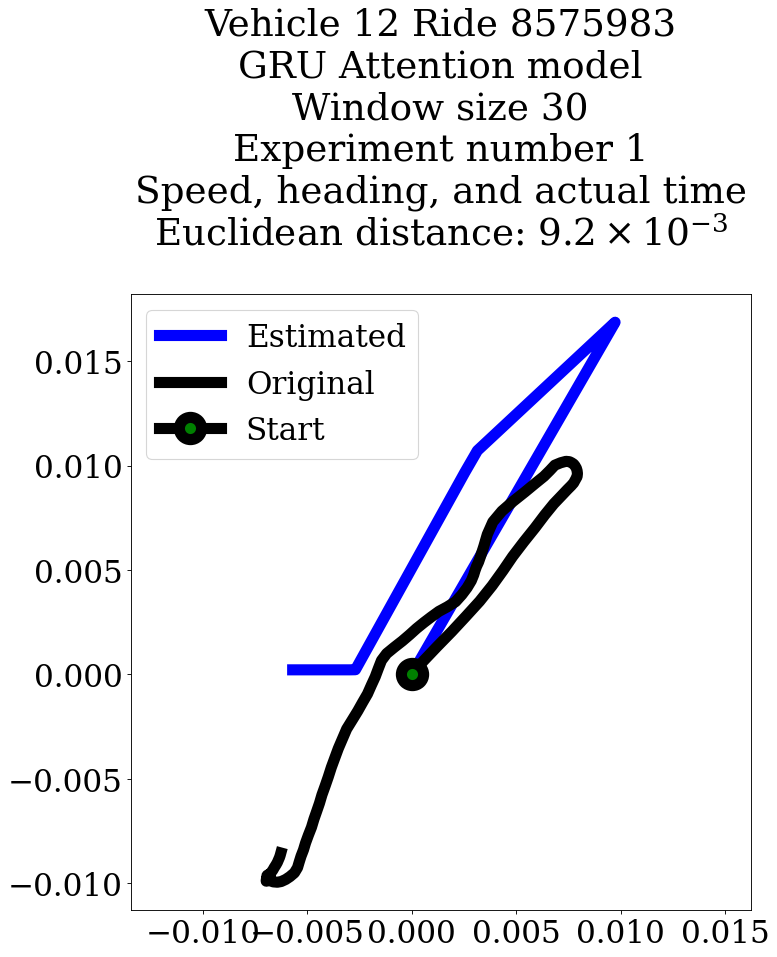 Vehicle 12 Ride 8575983
GRU Attention model
Window size 30
Experiment number 1
Speed, heading, and actual time
Euclidean distance: 9.2 × 10⁻³
Estimated
Original
Start
0.015
0.010
0.005
0.000
−0.005
−0.010
−0.010 −0.005 0.000 0.005 0.010 0.015